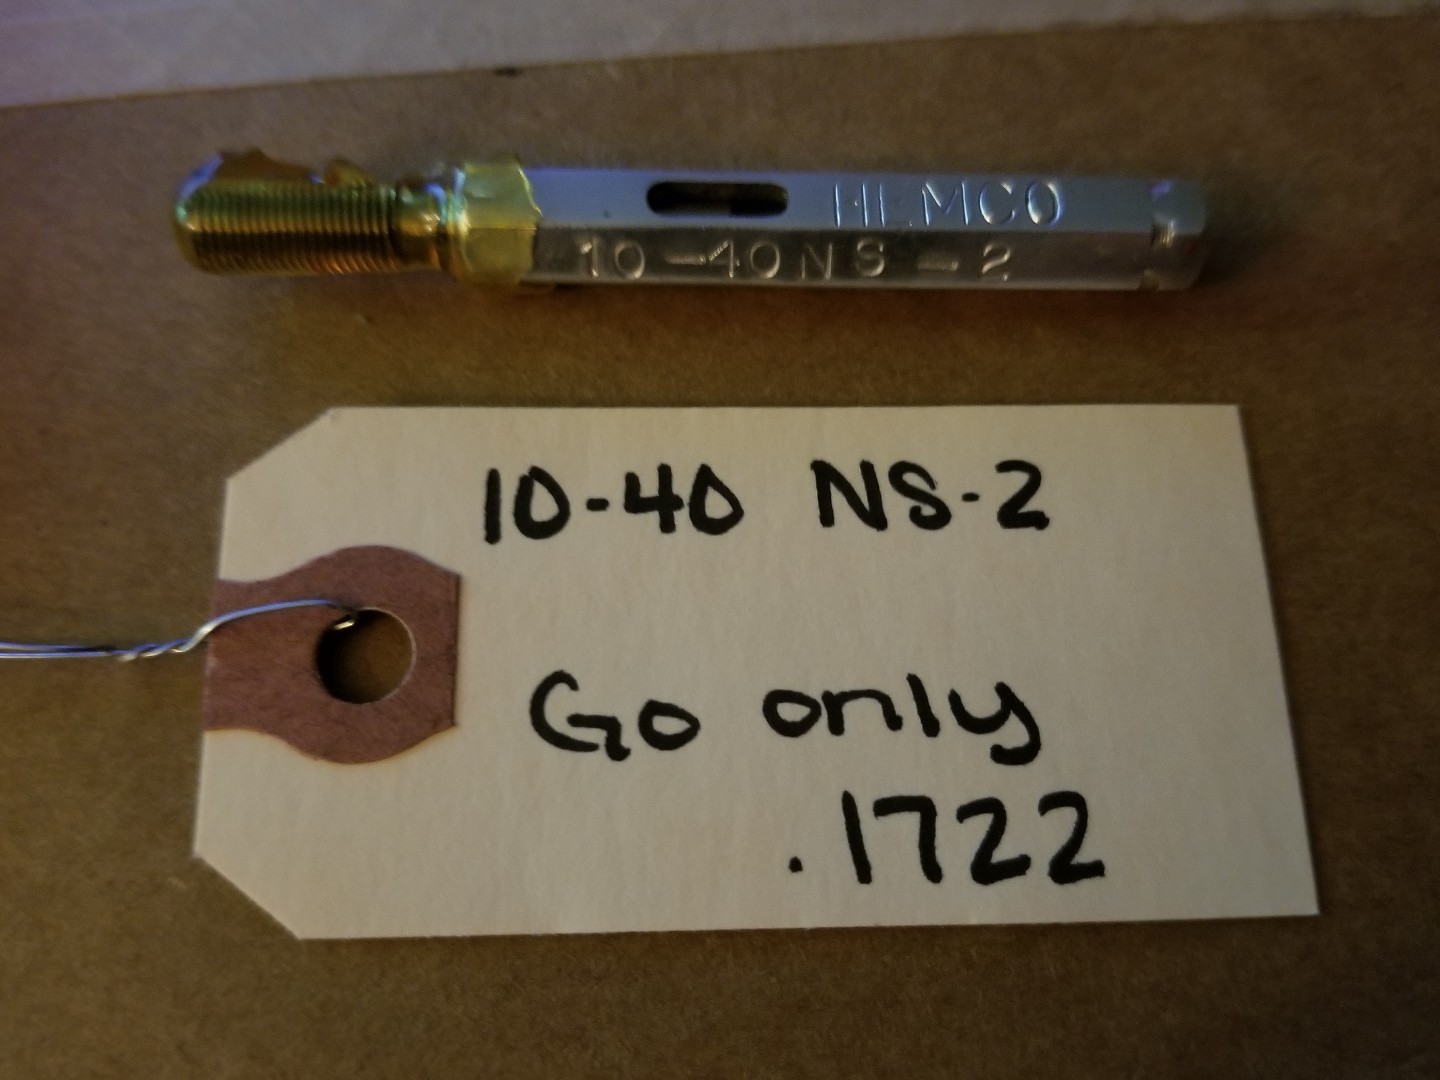 HEMCO
10-40NS-2
10-40 NS-2
Go only
.1722